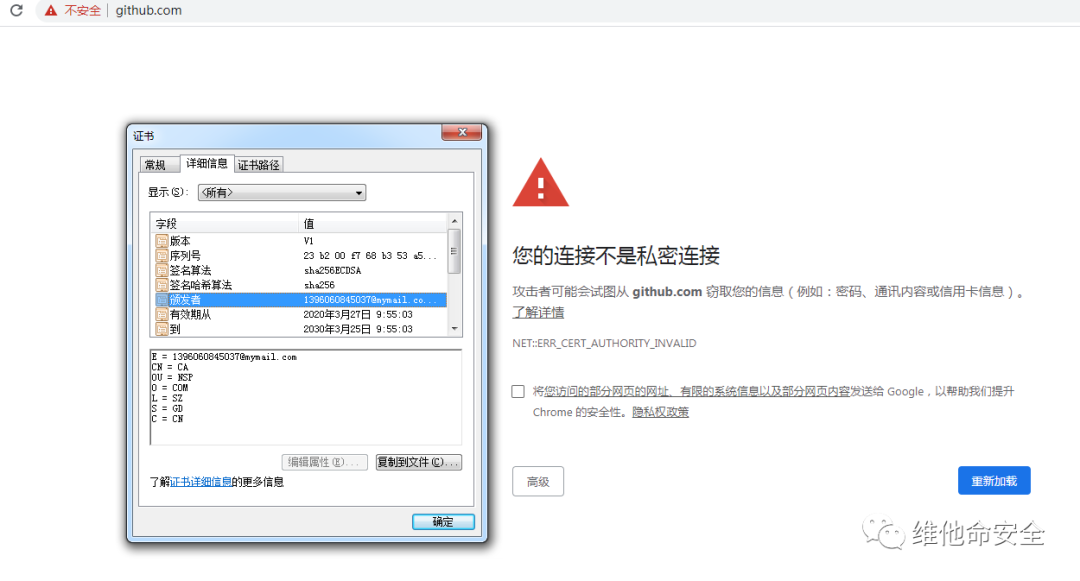 不安全 github.com
证书
常规 详细信息 证书路径
显示(S): <所有>
字段 值
版本 V1
序列号 23 b2 00 f7 68 b3 53 a5...
签名算法 sha256ECDSA
签名哈希算法 sha256
颁发者 1396060845037@mymail.co...
有效期从 2020年3月27日 9:55:03
到 2030年3月25日 9:55:03
E = 1396060845037@mymail.com
CN = CA
OU = NSP
O = COM
L = SZ
S = GD
C = CN
编辑属性(E)... 复制到文件(C)...
了解证书详细信息的更多信息
确定
您的连接不是私密连接
攻击者可能会试图从 github.com 窃取您的信息(例如:密码、通讯内容或信用卡信息)。
了解详情
NET::ERR_CERT_AUTHORITY_INVALID
将您访问的部分网页的网址、有限的系统信息以及部分网页内容发送给 Google,以帮助我们提升
Chrome 的安全性。隐私权政策
高级 重新加载
维他命安全